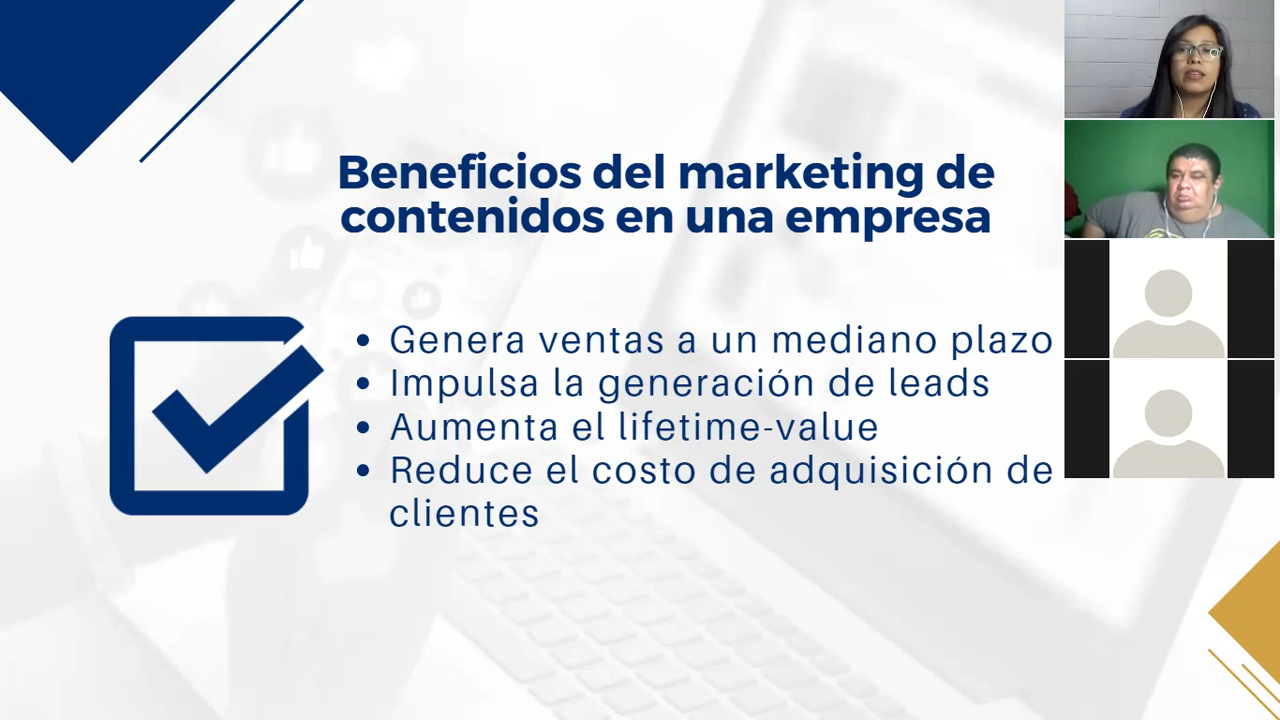 Beneficios del marketing de
contenidos en una empresa
• Genera ventas a un mediano plazo
• Impulsa la generación de leads
• Aumenta el lifetime-value
• Reduce el costo de adquisición de
clientes